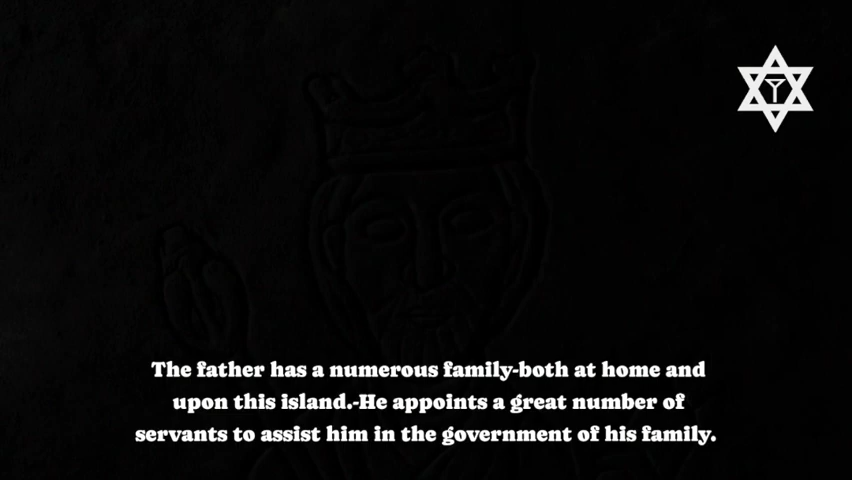 The father has a numerous family-both at home and
upon this island.-He appoints a great number of
servants to assist him in the government of his family.